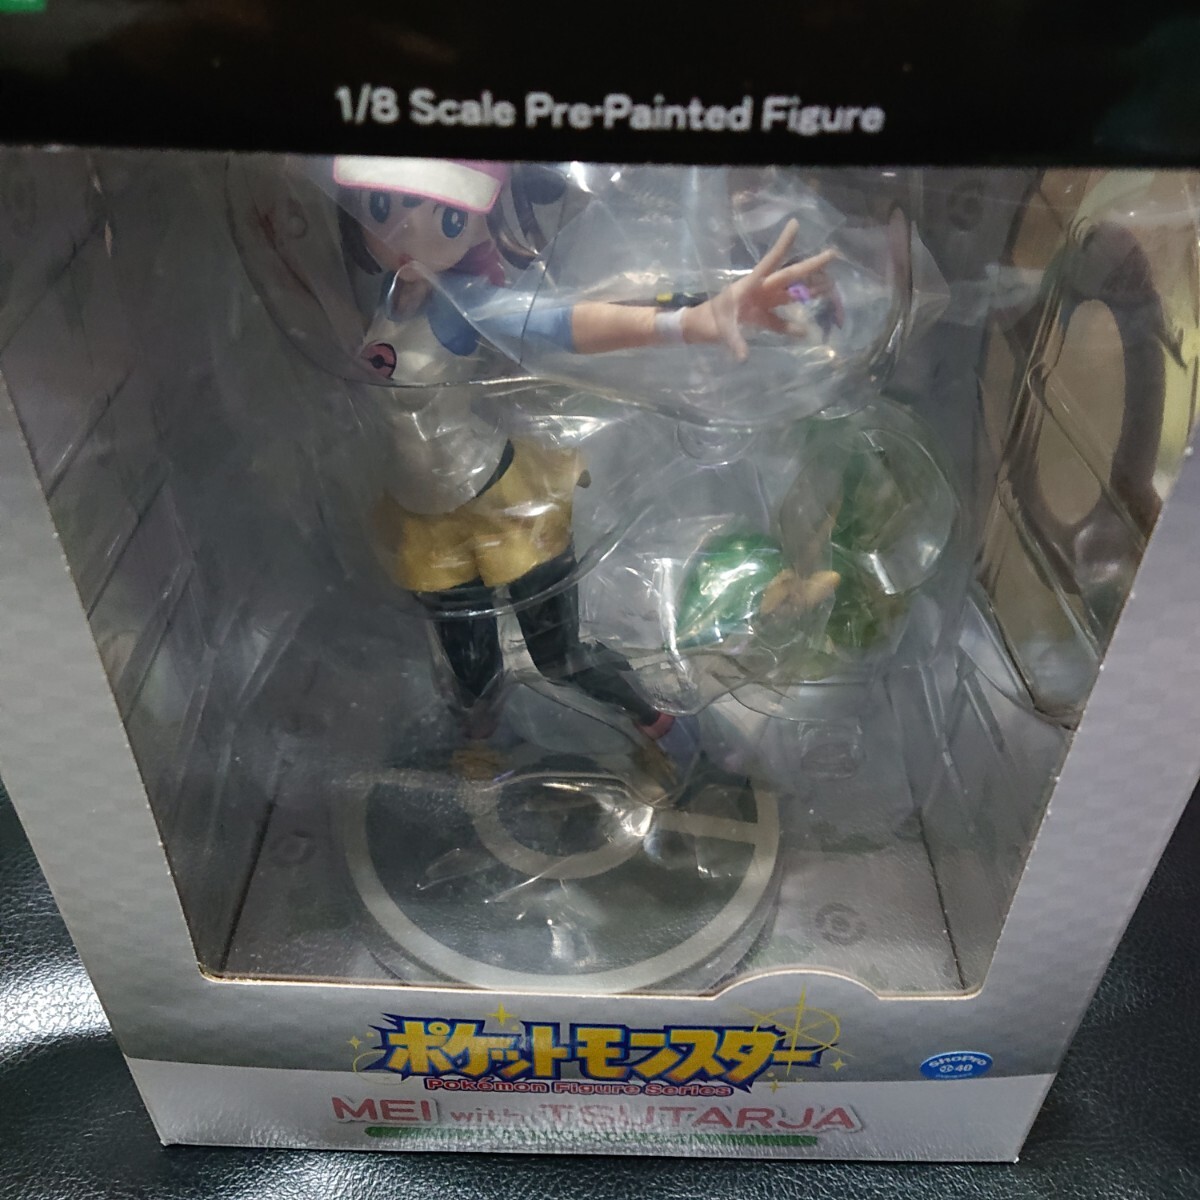 1/8 Scale Pre-Painted Figure
ポケットモンスター
Pokémon Figure Series
ShoPro
40
MEI with TSUTARJA